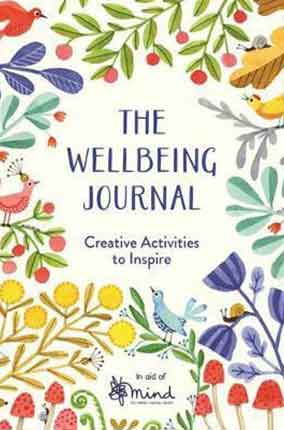 THE
WELLBEING
JOURNAL
Creative Activities
to Inspire
In aid of
mind